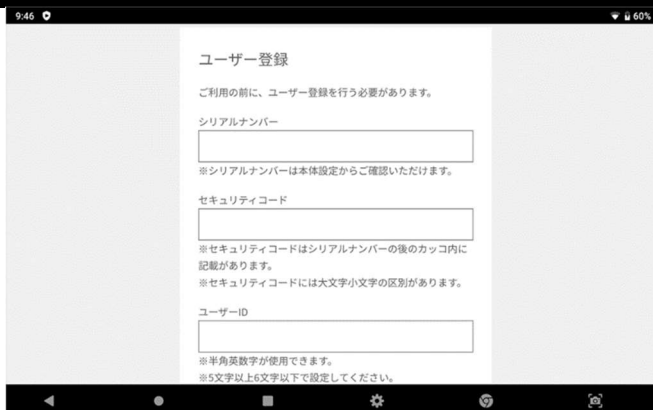 9:46
60%
ユーザー登録
ご利用の前に、ユーザー登録を行う必要があります。
シリアルナンバー
※シリアルナンバーは本体設定からご確認いただけます。
セキュリティコード
※セキュリティコードはシリアルナンバーの後のカッコ内に
記載があります。
※セキュリティコードには大文字小文字の区別があります。
ユーザーID
※半角英数字が使用できます。
※5文字以上6文字以下で設定してください。